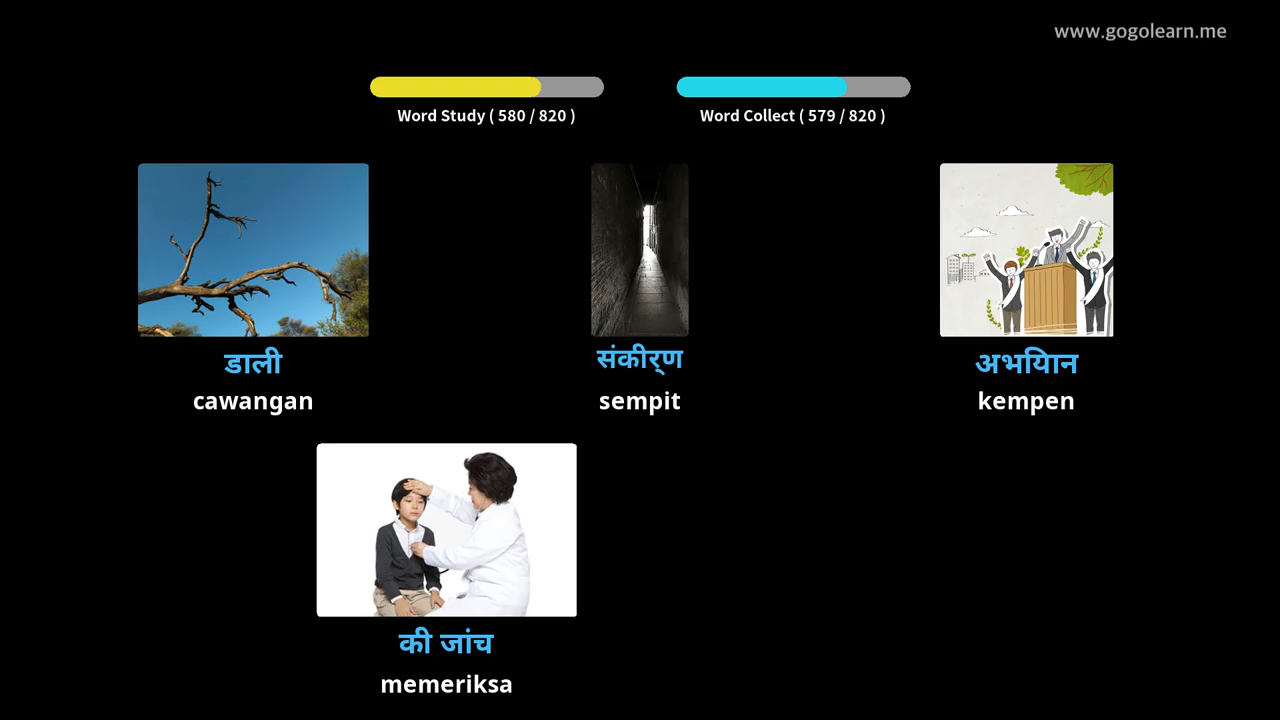 www.gogolearn.me
Word Study ( 580 / 820 )
Word Collect ( 579 / 820 )
डाली
cawangan
संकीर्ण
sempit
अभियान
kempen
की जांच
memeriksa